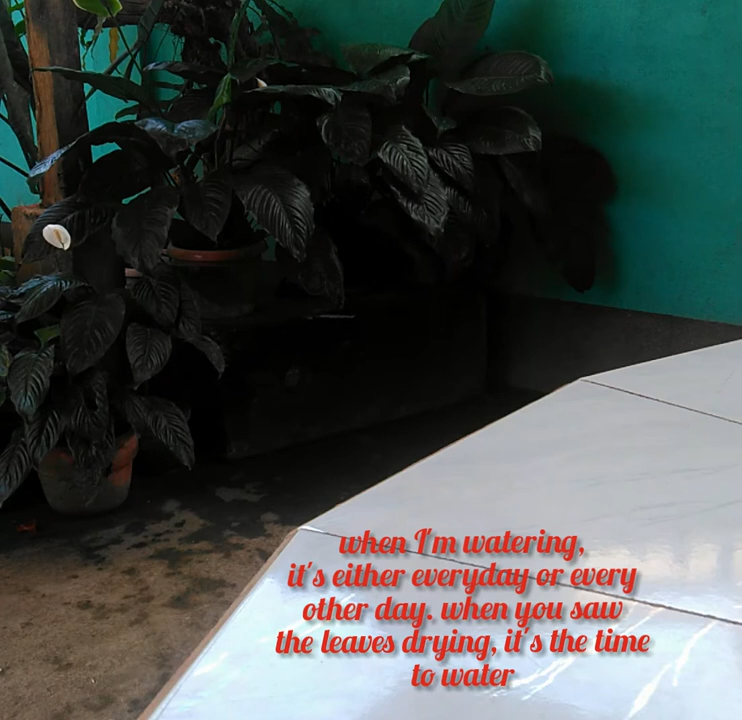 when I'm watering,
it's either everyday or every
other day. when you saw
the leaves drying, it's the time
to water